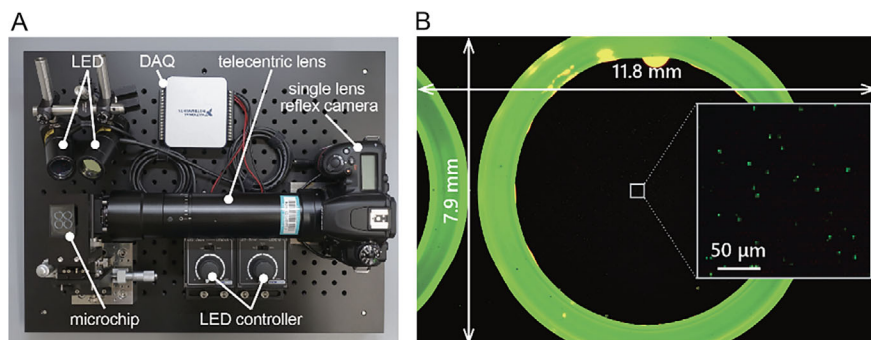 A
LED
DAQ
telecentric lens
single lens
reflex camera
microchip
LED controller
B
11.8 mm
7.9 mm
50 µm